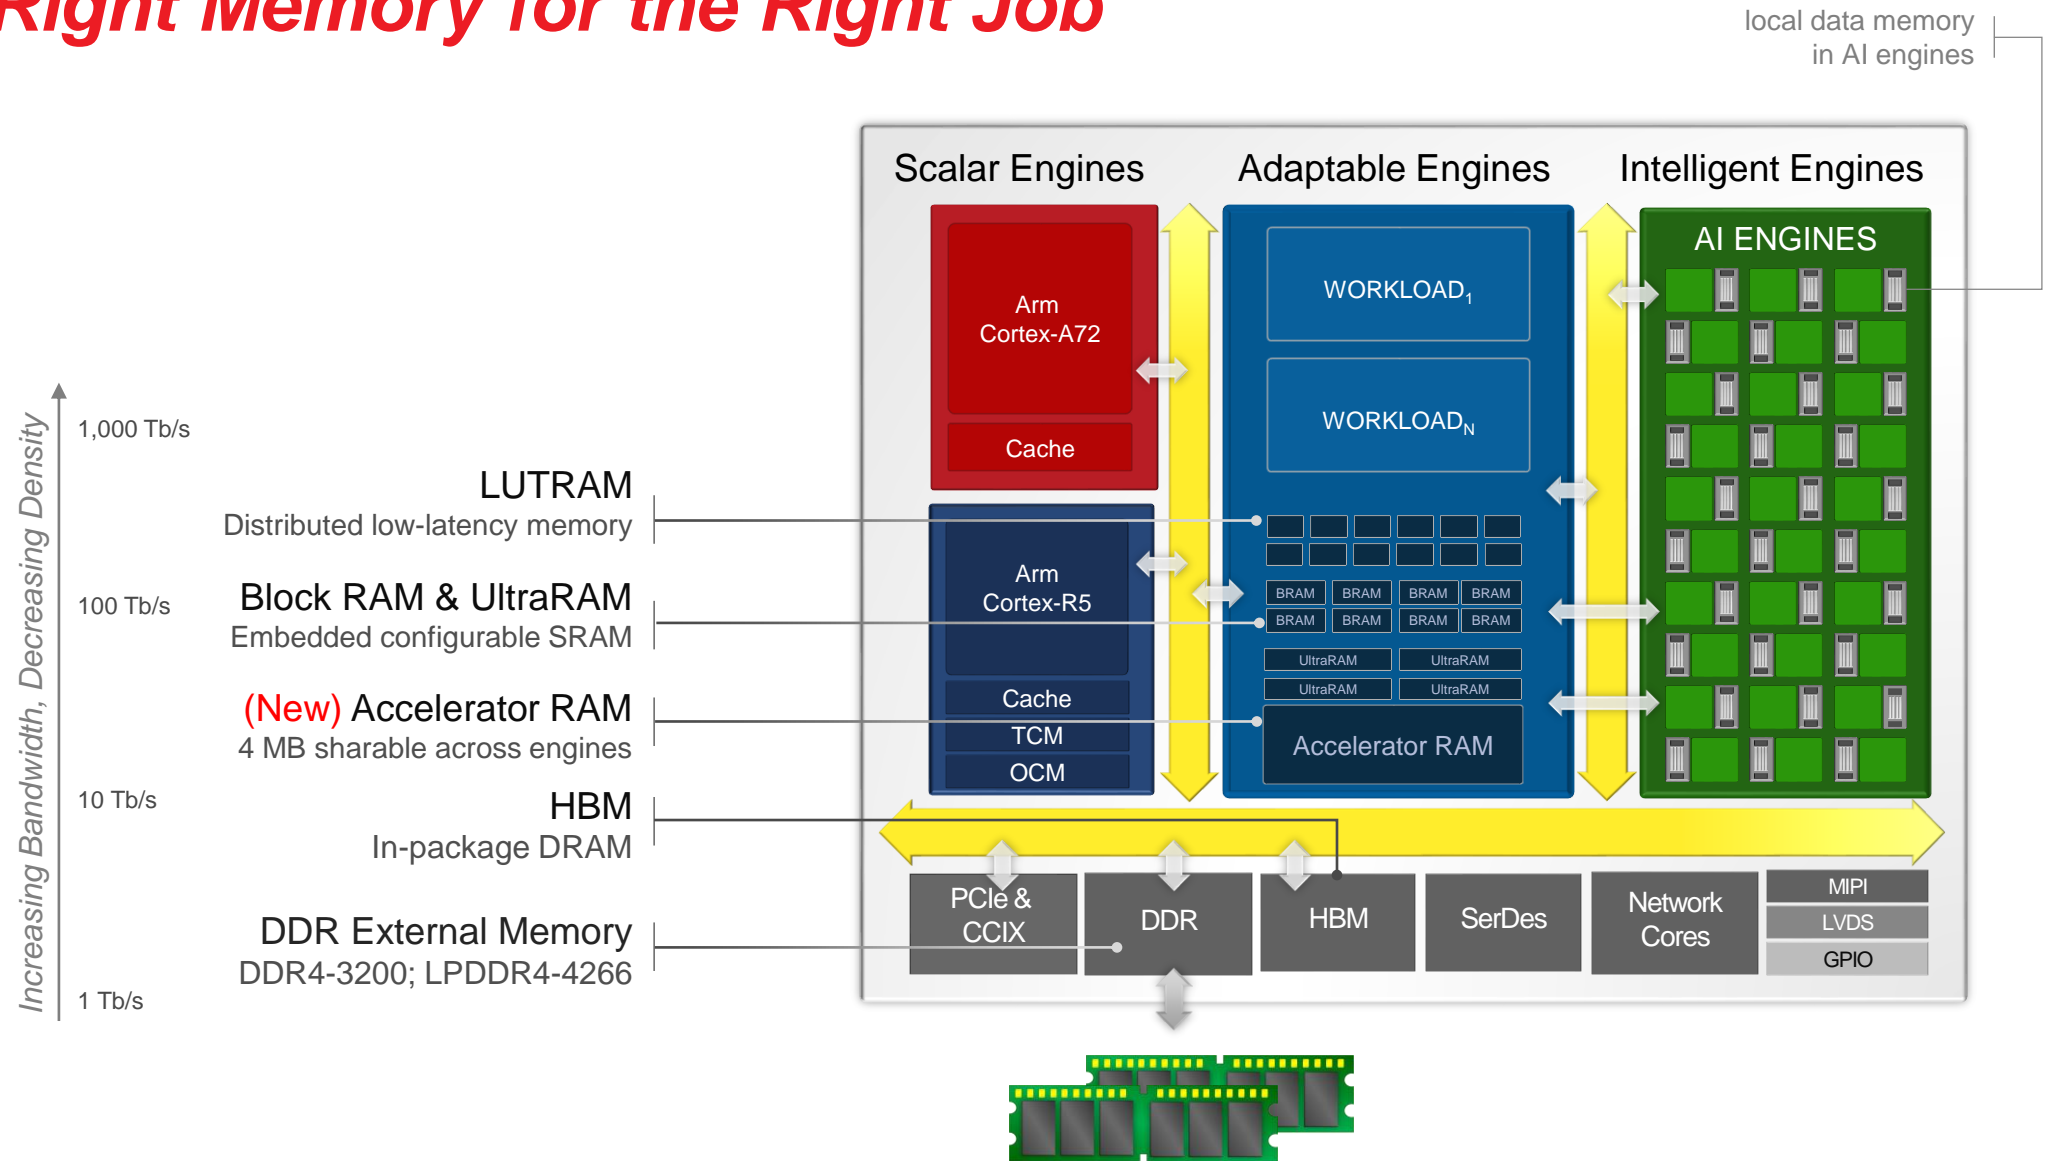 Right Memory for the Right Job
local data memory
in AI engines
Scalar Engines
Adaptable Engines
Intelligent Engines
Arm
Cortex-A72
Cache
Arm
Cortex-R5
Cache
TCM
OCM
WORKLOAD1
WORKLOADN
BRAM BRAM BRAM BRAM
BRAM BRAM BRAM BRAM
UltraRAM UltraRAM
UltraRAM UltraRAM
Accelerator RAM
AI ENGINES
Increasing Bandwidth, Decreasing Density
1,000 Tb/s
100 Tb/s
10 Tb/s
1 Tb/s
LUTRAM
Distributed low-latency memory
Block RAM & UltraRAM
Embedded configurable SRAM
(New) Accelerator RAM
4 MB sharable across engines
HBM
In-package DRAM
DDR External Memory
DDR4-3200; LPDDR4-4266
PCIe &
CCIX
DDR
HBM
SerDes
Network
Cores
MIPI
LVDS
GPIO